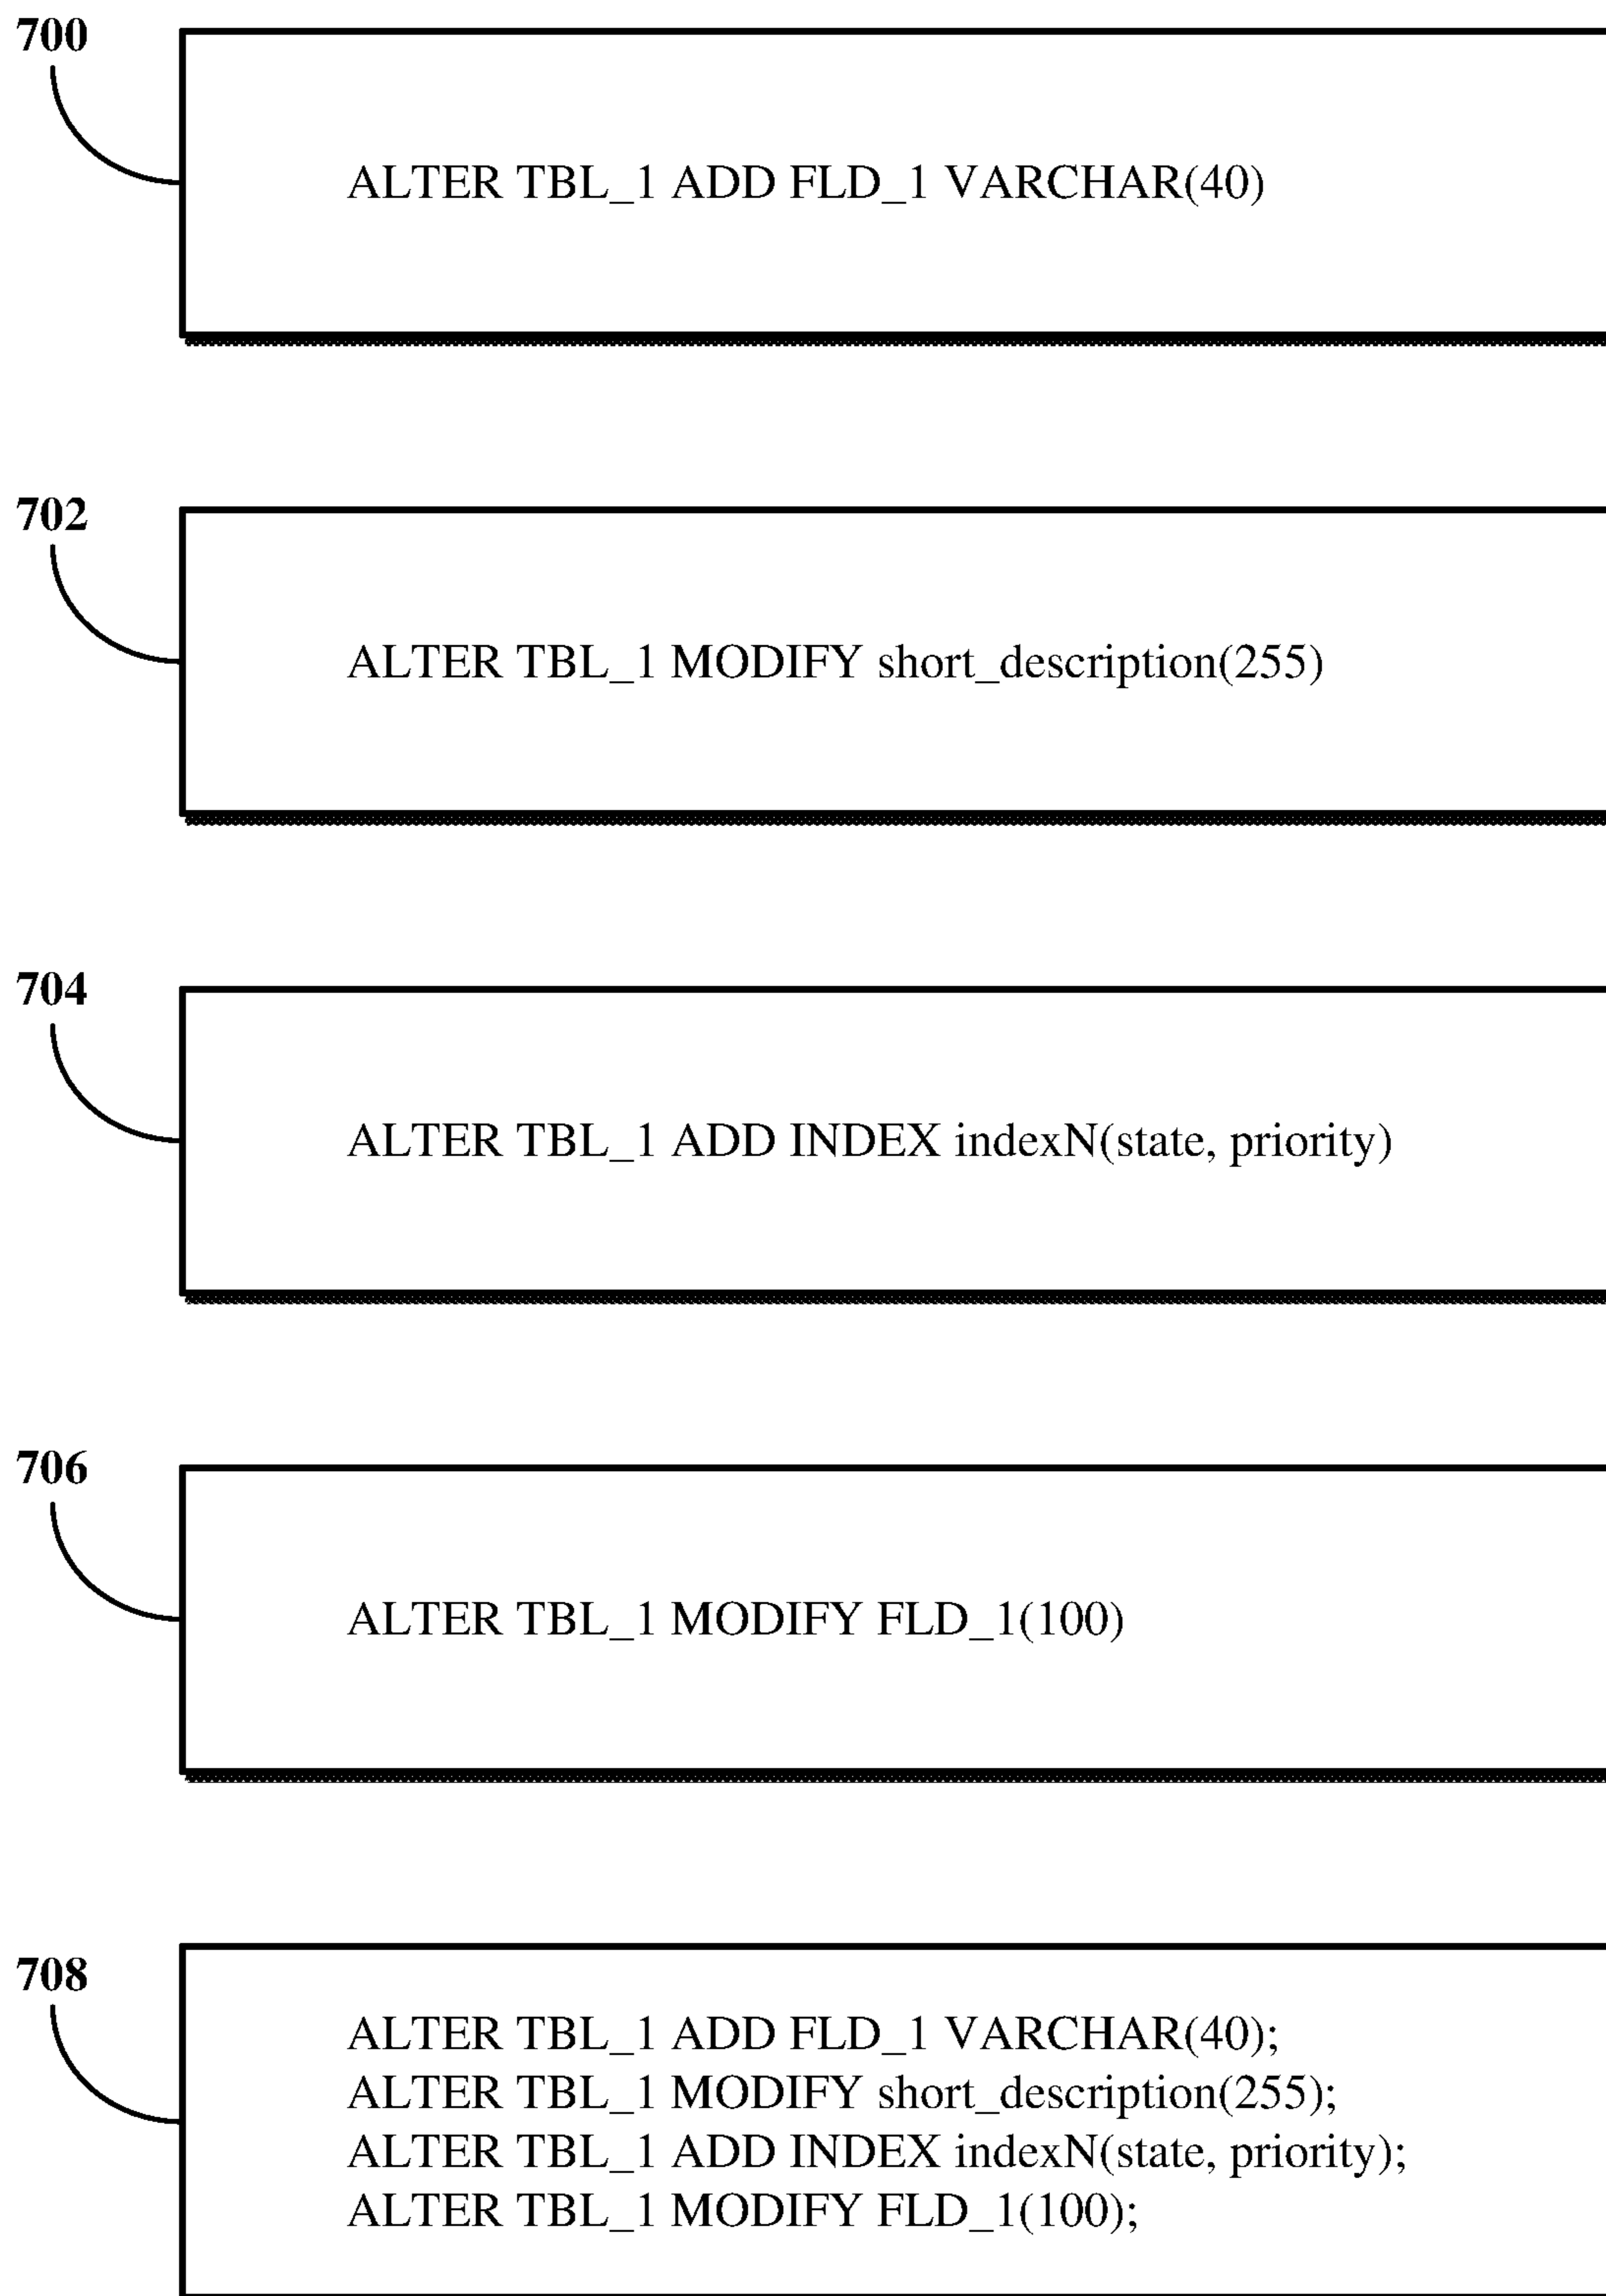 700
ALTER TBL_1 ADD FLD_1 VARCHAR(40)
702
ALTER TBL_1 MODIFY short_description(255)
704
ALTER TBL_1 ADD INDEX indexN(state, priority)
706
ALTER TBL_1 MODIFY FLD_1(100)
708
ALTER TBL_1 ADD FLD_1 VARCHAR(40);
ALTER TBL_1 MODIFY short_description(255);
ALTER TBL_1 ADD INDEX indexN(state, priority);
ALTER TBL_1 MODIFY FLD_1(100);